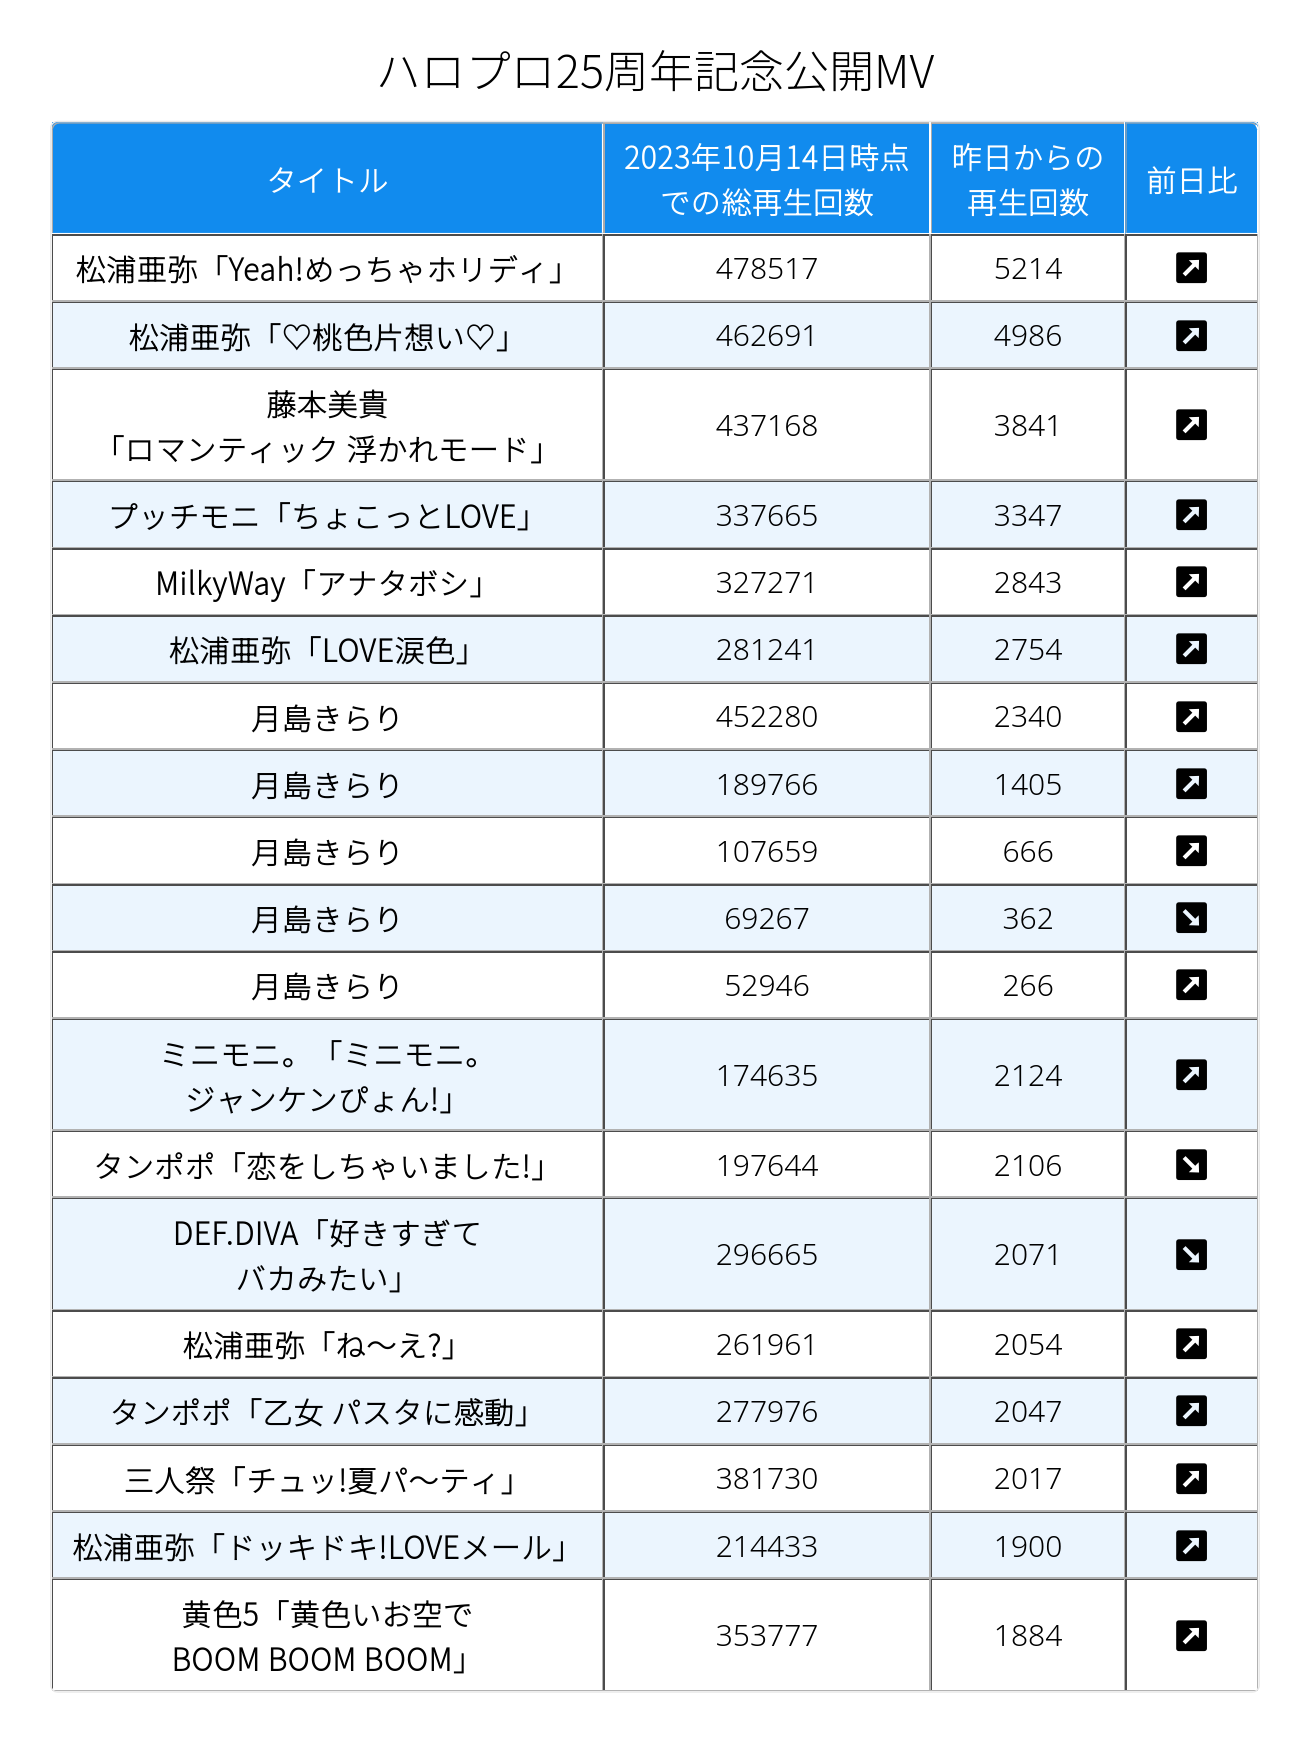 ハロプロ25周年記念公開MV
タイトル
2023年10月14日時点
での総再生回数
昨日からの
再生回数
前日比
松浦亜弥「Yeah!めっちゃホリディ」 478517 5214
松浦亜弥「♡桃色片想い♡」 462691 4986
藤本美貴
「ロマンティック 浮かれモード」 437168 3841
プッチモニ「ちょこっとLOVE」 337665 3347
MilkyWay「アナタボシ」 327271 2843
松浦亜弥「LOVE涙色」 281241 2754
月島きらり 452280 2340
月島きらり 189766 1405
月島きらり 107659 666
月島きらり 69267 362
月島きらり 52946 266
ミニモニ。「ミニモニ。
ジャンケンぴょん!」 174635 2124
タンポポ「恋をしちゃいました!」 197644 2106
DEF.DIVA「好きすぎて
バカみたい」 296665 2071
松浦亜弥「ね〜え?」 261961 2054
タンポポ「乙女 パスタに感動」 277976 2047
三人祭「チュッ!夏パ〜ティ」 381730 2017
松浦亜弥「ドッキドキ!LOVEメール」 214433 1900
黄色5「黄色いお空で
BOOM BOOM BOOM」 353777 1884